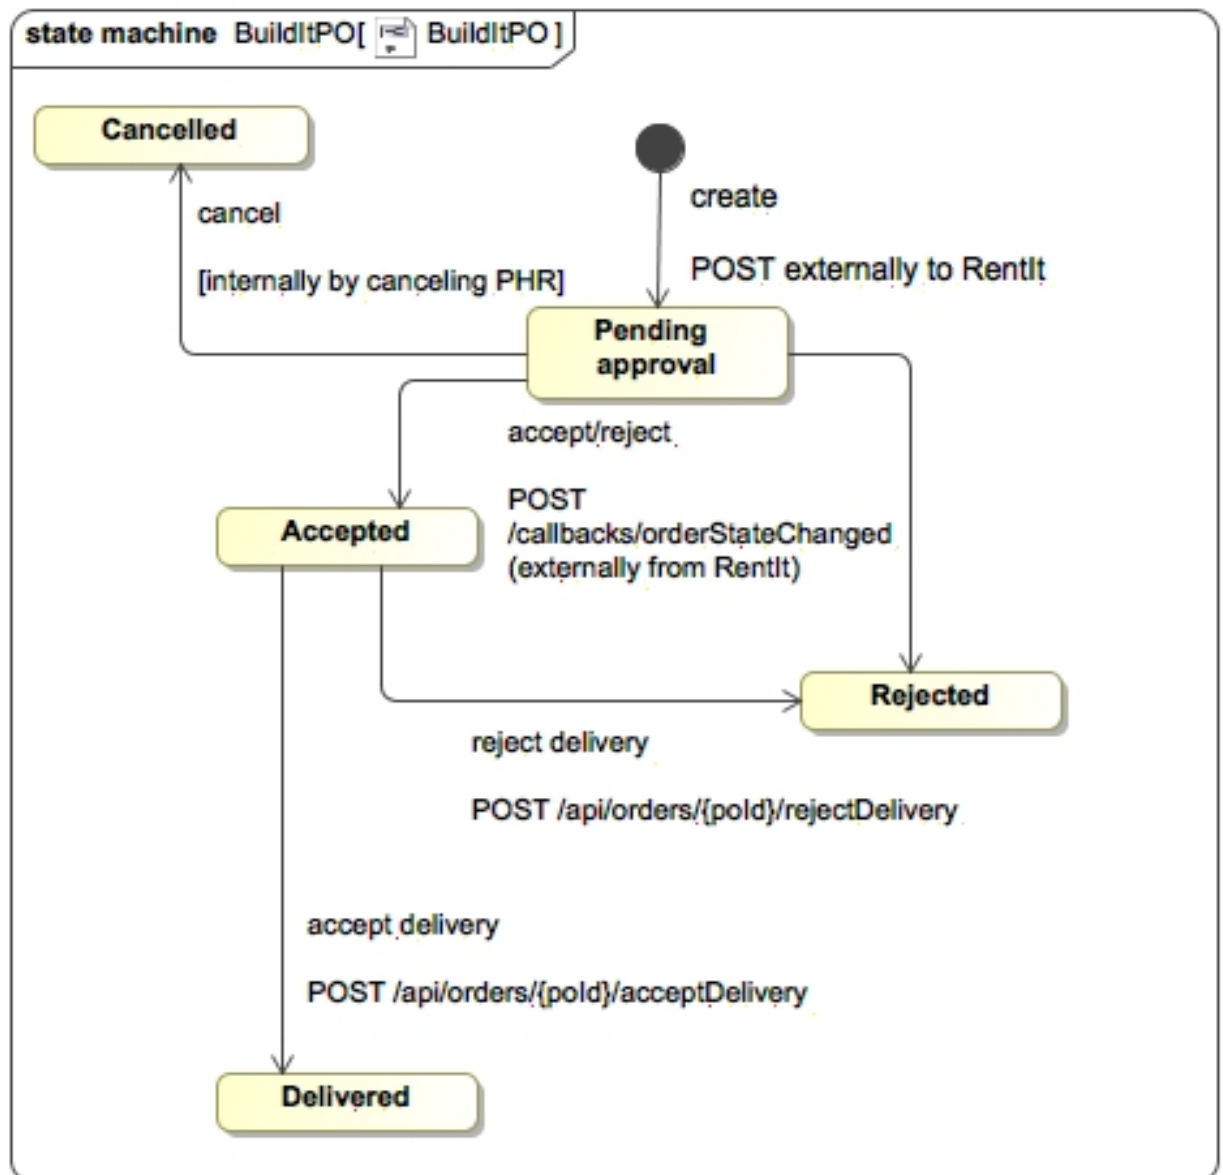 state machine BuildItPO[ BuildItPO ]
Cancelled
create
cancel
POST externally to RentIt
[internally by canceling PHR]
Pending
approval
accept/reject
POST
/callbacks/orderStateChanged
(externally from RentIt)
Accepted
Rejected
reject delivery
POST /api/orders/{poId}/rejectDelivery
accept delivery
POST /api/orders/{poId}/acceptDelivery
Delivered